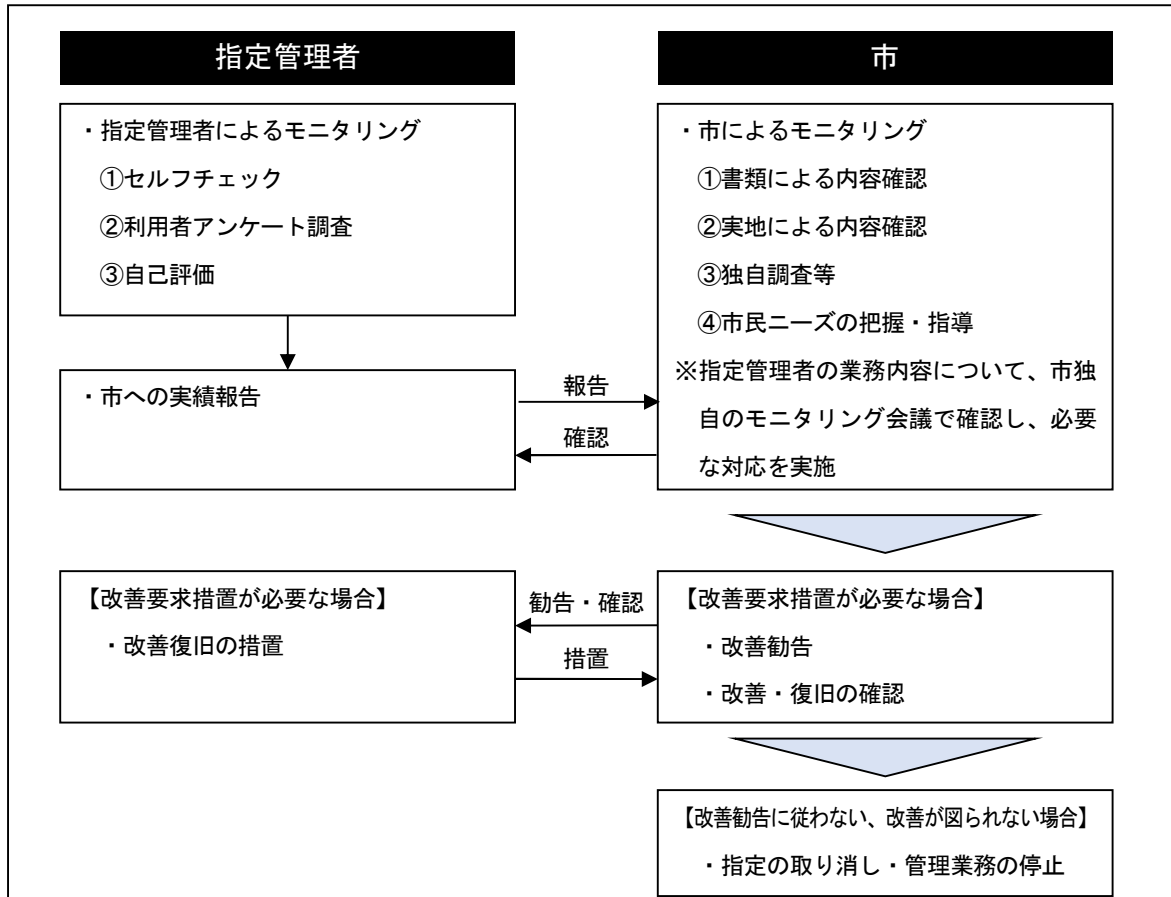 指定管理者
市
・指定管理者によるモニタリング
①セルフチェック
②利用者アンケート調査
③自己評価
・市への実績報告
報告
確認
・市によるモニタリング
①書類による内容確認
②実地による内容確認
③独自調査等
④市民ニーズの把握・指導
※指定管理者の業務内容について、市独
自のモニタリング会議で確認し、必要
な対応を実施
【改善要求措置が必要な場合】
・改善復旧の措置
勧告・確認
措置
【改善要求措置が必要な場合】
・改善勧告
・改善・復旧の確認
【改善勧告に従わない、改善が図られない場合】
・指定の取り消し・管理業務の停止